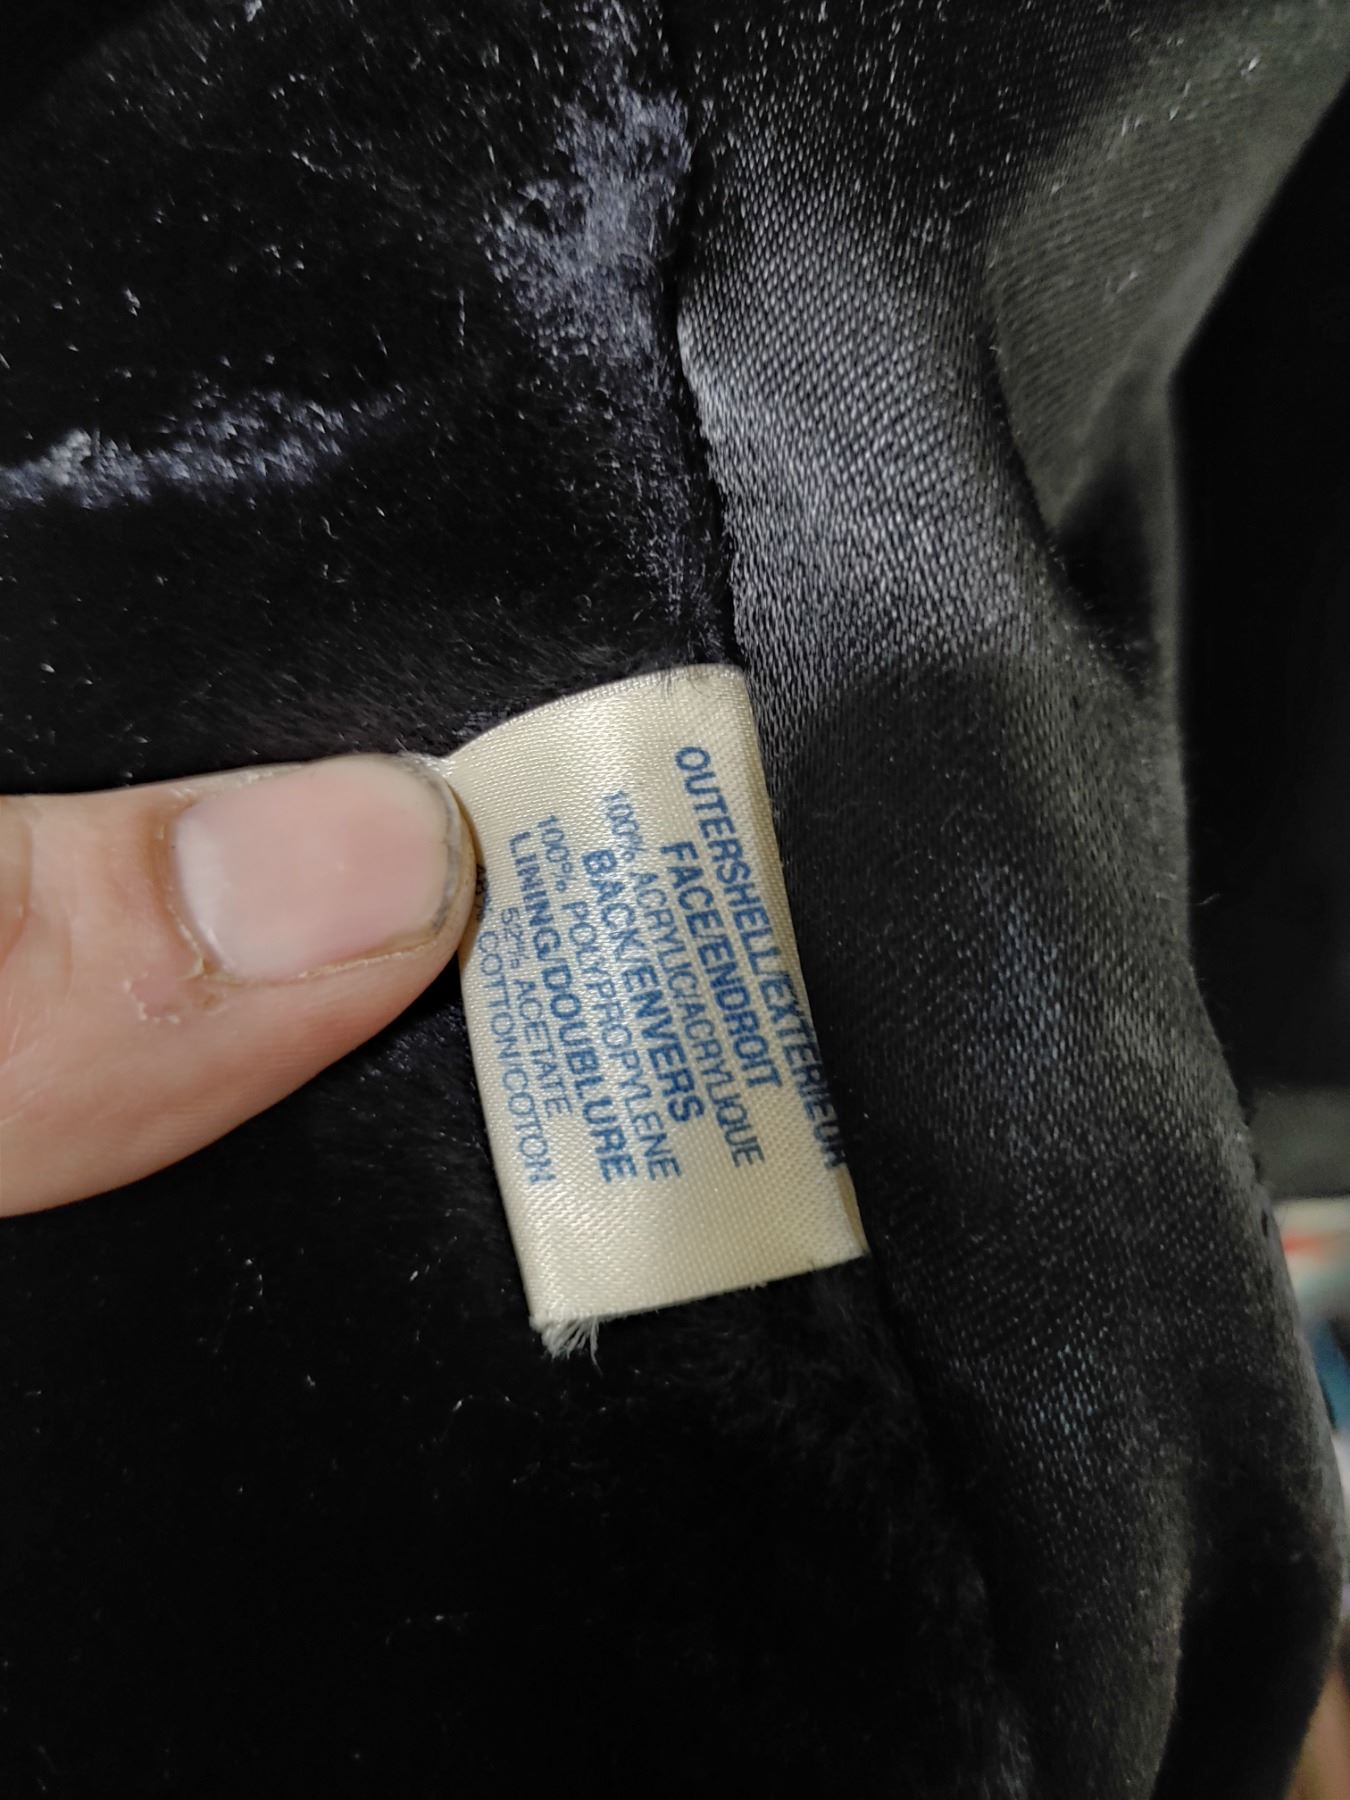 OUTERSHELL/EXTERIEUR
FACE/ENDROIT
100% ACRYLIC/ACRYLIQUE
BACK/ENVERS
100% POLYPROPYLENE
LINING/DOUBLURE
52% ACETATE
COTTON/COTON